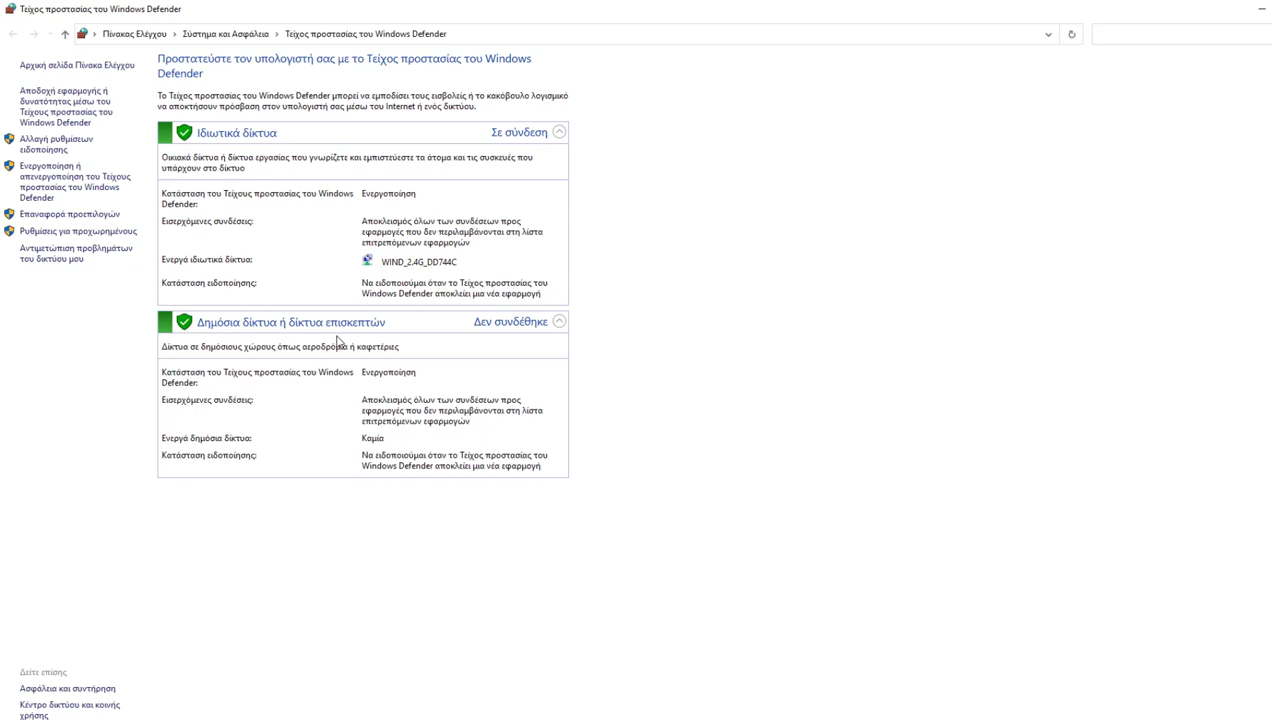 Τείχος προστασίας του Windows Defender
Πίνακας Ελέγχου
Σύστημα και Ασφάλεια
Τείχος προστασίας του Windows Defender
Αρχική σελίδα Πίνακα Ελέγχου
Αποδοχή εφαρμογής ή
δυνατότητας μέσω του
Τείχους προστασίας του
Windows Defender
Αλλαγή ρυθμίσεων
ειδοποίησης
Ενεργοποίηση ή
απενεργοποίηση του Τείχους
προστασίας του Windows
Defender
Επαναφορά προεπιλογών
Ρυθμίσεις για προχωρημένους
Αντιμετώπιση προβλημάτων
του δικτύου μου
Προστατεύστε τον υπολογιστή σας με το Τείχος προστασίας του Windows
Defender
Το Τείχος προστασίας του Windows Defender μπορεί να εμποδίσει τους εισβολείς ή το κακόβουλο λογισμικό
να αποκτήσουν πρόσβαση στον υπολογιστή σας μέσω του Internet ή ενός δικτύου.
Ιδιωτικά δίκτυα
Σε σύνδεση
Οικιακά δίκτυα ή δίκτυα εργασίας που γνωρίζετε και εμπιστεύεστε τα άτομα και τις συσκευές που
υπάρχουν στο δίκτυο
Κατάσταση του Τείχους προστασίας του Windows
Defender:
Ενεργοποίηση
Εισερχόμενες συνδέσεις:
Αποκλεισμός όλων των συνδέσεων προς
εφαρμογές που δεν περιλαμβάνονται στη λίστα
επιτρεπόμενων εφαρμογών
Ενεργά ιδιωτικά δίκτυα:
WIND_2.4G_DD744C
Κατάσταση ειδοποίησης:
Να ειδοποιούμαι όταν το Τείχος προστασίας του
Windows Defender αποκλείει μια νέα εφαρμογή
Δημόσια δίκτυα ή δίκτυα επισκεπτών
Δεν συνδέθηκε
Δίκτυα σε δημόσιους χώρους όπως αεροδρόμια ή καφετέριες
Κατάσταση του Τείχους προστασίας του Windows
Defender:
Ενεργοποίηση
Εισερχόμενες συνδέσεις:
Αποκλεισμός όλων των συνδέσεων προς
εφαρμογές που δεν περιλαμβάνονται στη λίστα
επιτρεπόμενων εφαρμογών
Ενεργά δημόσια δίκτυα:
Καμία
Κατάσταση ειδοποίησης:
Να ειδοποιούμαι όταν το Τείχος προστασίας του
Windows Defender αποκλείει μια νέα εφαρμογή
Δείτε επίσης
Ασφάλεια και συντήρηση
Κέντρο δικτύου και κοινής
χρήσης